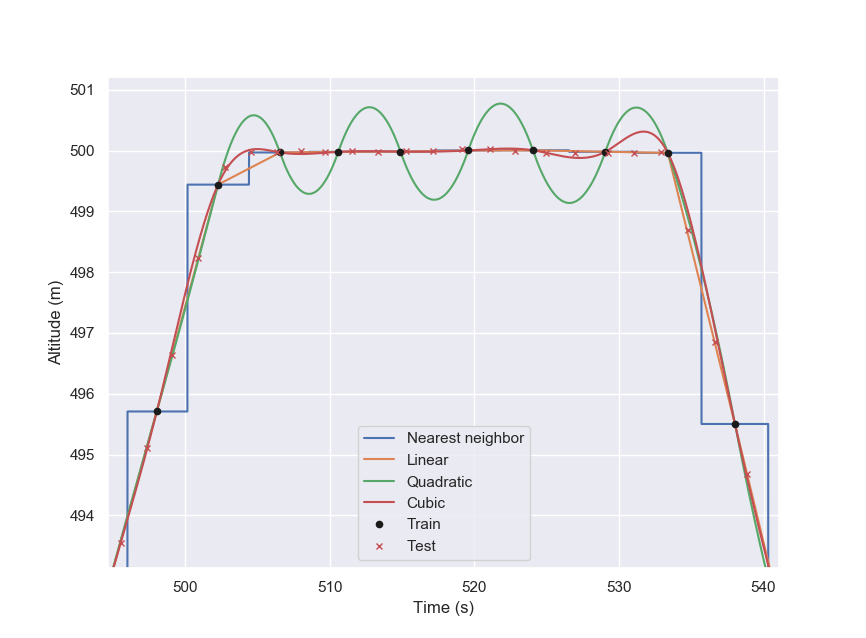 501
500
499
498
497
496
495
494
Altitude (m)
Nearest neighbor
Linear
Quadratic
Cubic
Train
Test
500
510
520
530
540
Time (s)